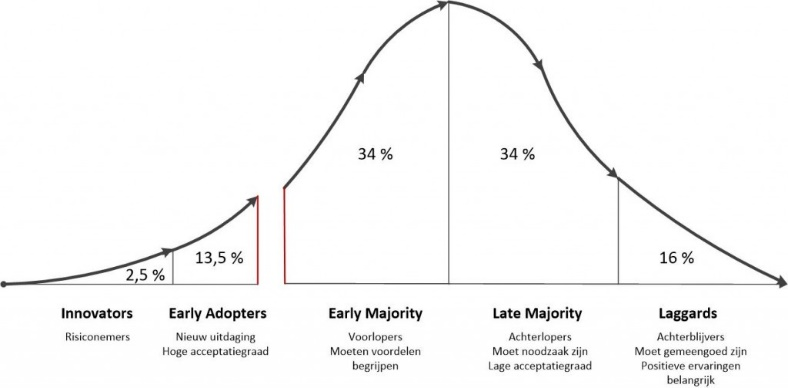 34 %
34 %
13,5 %
2,5 %
16 %
Innovators
Risiconemers
Early Adopters
Nieuw uitdaging
Hoge acceptatiegraad
Early Majority
Voorlopers
Moeten voordelen
begrijpen
Late Majority
Achterlopers
Moet noodzaak zijn
Lage acceptatiegraad
Laggards
Achterblijvers
Moet gemeengoed zijn
Positieve ervaringen
belangrijk